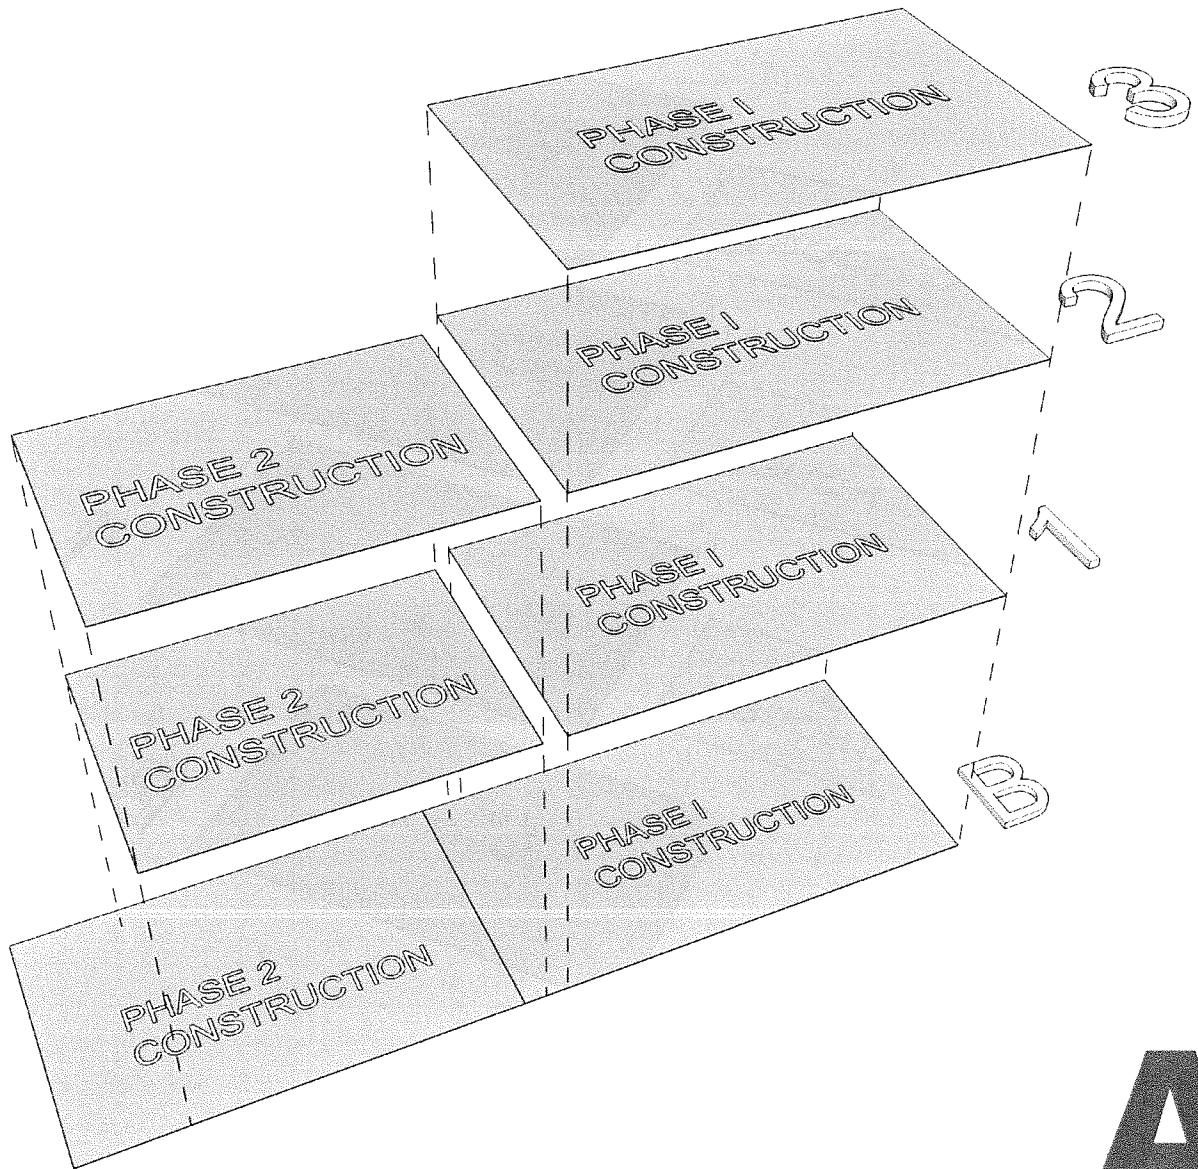 PHASE I
CONSTRUCTION
3
PHASE I
CONSTRUCTION
2
PHASE 2
CONSTRUCTION
PHASE I
CONSTRUCTION
1
PHASE 2
CONSTRUCTION
PHASE I
CONSTRUCTION
B
PHASE 2
CONSTRUCTION
A